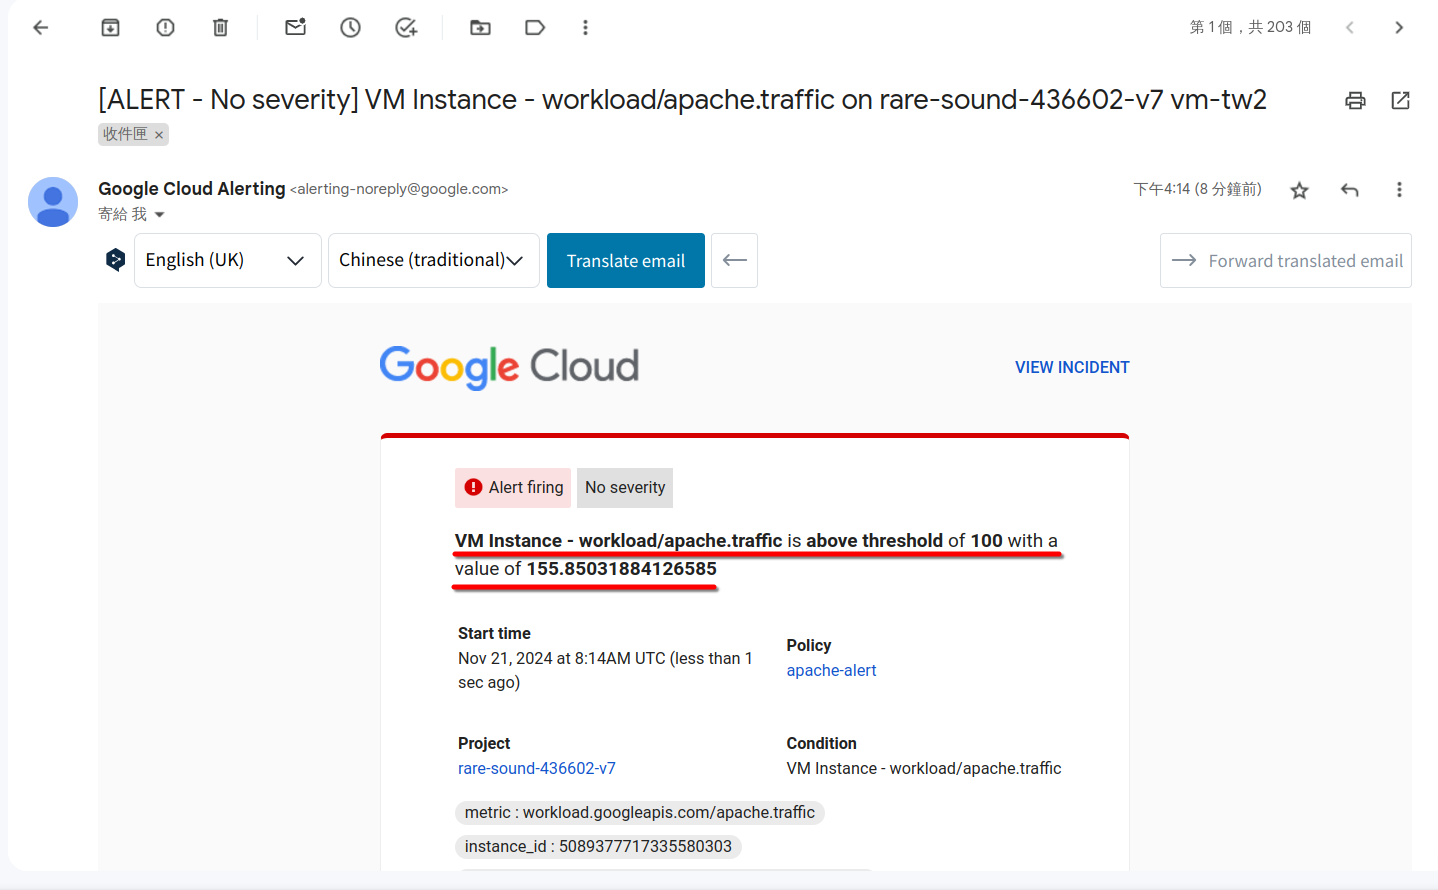 第 1 個，共 203 個
[ALERT - No severity] VM Instance - workload/apache.traffic on rare-sound-436602-v7 vm-tw2
收件匣 ×
Google Cloud Alerting <alerting-noreply@google.com>
下午4:14 (8 分鐘前)
寄給 我
English (UK)
Chinese (traditional)
Translate email
Forward translated email
Google Cloud
VIEW INCIDENT
Alert firing
No severity
VM Instance - workload/apache.traffic is above threshold of 100 with a
value of 155.85031884126585
Start time
Nov 21, 2024 at 8:14AM UTC (less than 1
sec ago)
Policy
apache-alert
Project
rare-sound-436602-v7
Condition
VM Instance - workload/apache.traffic
metric : workload.googleapis.com/apache.traffic
instance_id : 5089377717335580303